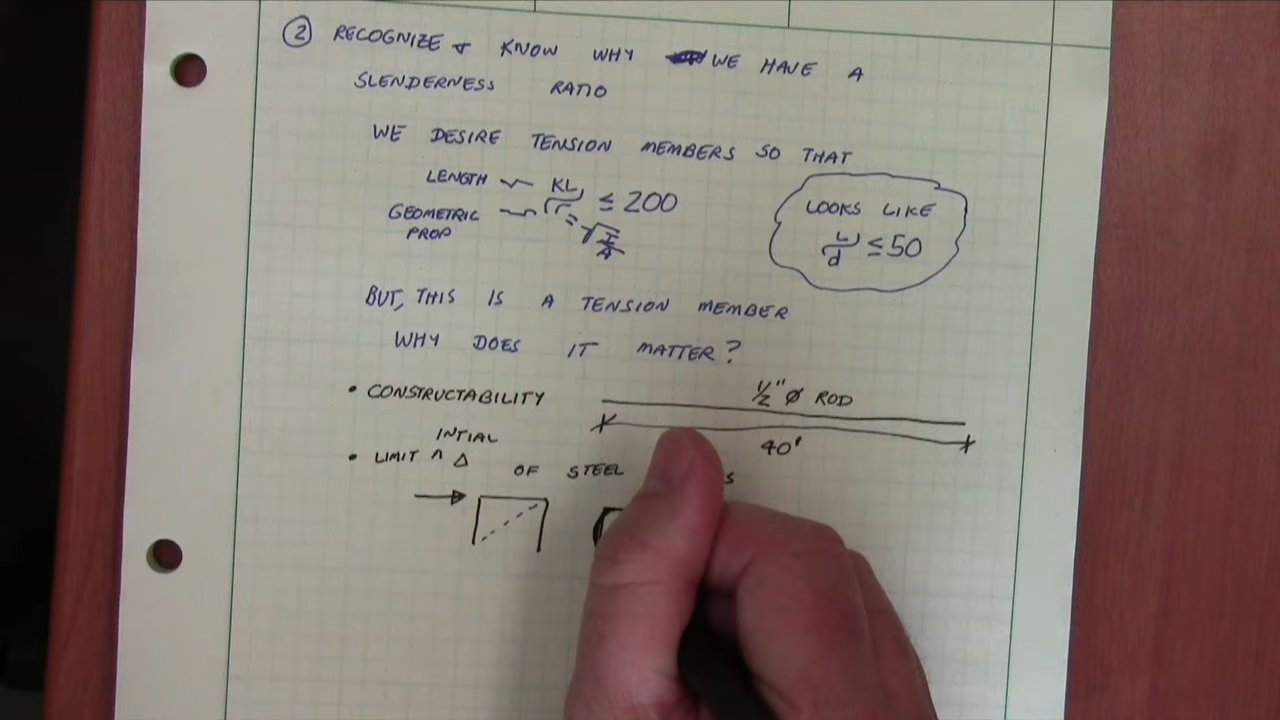 ② RECOGNIZE & KNOW WHY WE HAVE A
SLENDERNESS RATIO
WE DESIRE TENSION MEMBERS SO THAT
LENGTH KL/r ≤ 200
GEOMETRIC PROP r = √(I/A)
LOOKS LIKE
L/d ≤ 50
BUT, THIS IS A TENSION MEMBER
WHY DOES IT MATTER?
• CONSTRUCTABILITY 1/2" ∅ ROD
40'
INTIAL
• LIMIT ^ Δ OF STEEL